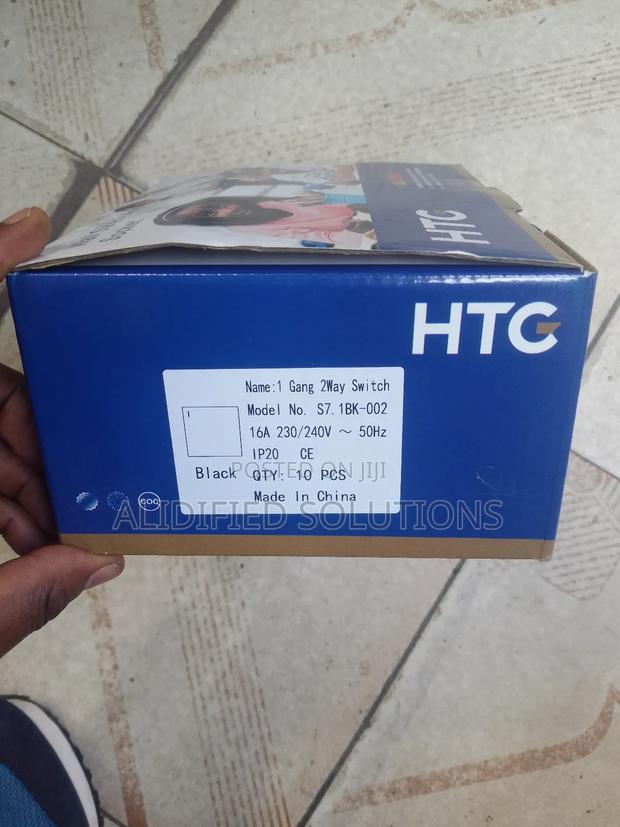 HTG
HTG
Name:1 Gang 2Way Switch
Model No. S7.1BK-002
16A 230/240V ～ 50Hz
IP20 CE
Black QTY: 10 PCS
Made In China
POSTED ON JIJI
ALIDIFIED SOLUTIONS